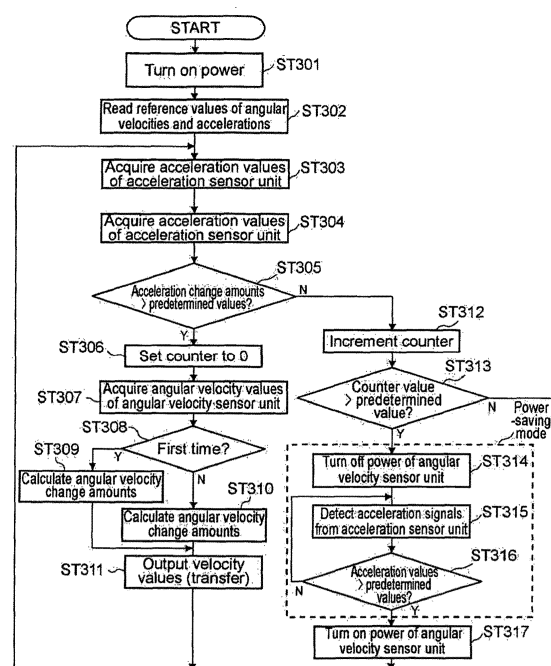 START
Turn on power
ST301
Read reference values of angular
velocities and accelerations
ST302
Acquire acceleration values
of acceleration sensor unit
ST303
Acquire acceleration values
of acceleration sensor unit
ST304
ST305
Acceleration change amounts
> predetermined values?
N
Y
ST306
Set counter to 0
ST307
Acquire angular velocity values
of angular velocity sensor unit
ST308
First time?
Y
N
ST309
Calculate angular velocity
change amounts
ST310
Calculate angular velocity
change amounts
ST311
Output velocity
values (transfer)
ST312
Increment counter
ST313
Counter value
> predetermined
value?
N
Y
Power
-saving
mode
Turn off power of angular
velocity sensor unit
ST314
Detect acceleration signals
from acceleration sensor unit
ST315
ST316
Acceleration values
> predetermined
values?
N
Y
Turn on power of angular
velocity sensor unit
ST317